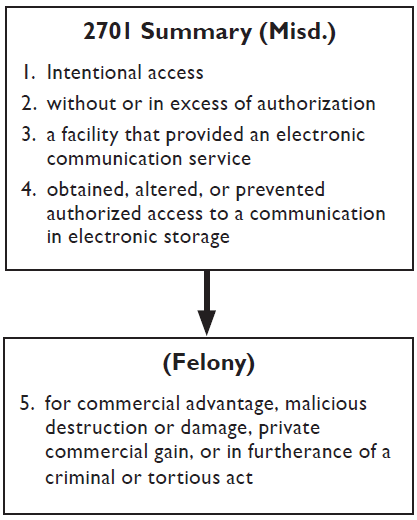 2701 Summary (Misd.)
1. Intentional access
2. without or in excess of authorization
3. a facility that provided an electronic
communication service
4. obtained, altered, or prevented
authorized access to a communication
in electronic storage
(Felony)
5. for commercial advantage, malicious
destruction or damage, private
commercial gain, or in furtherance of a
criminal or tortious act